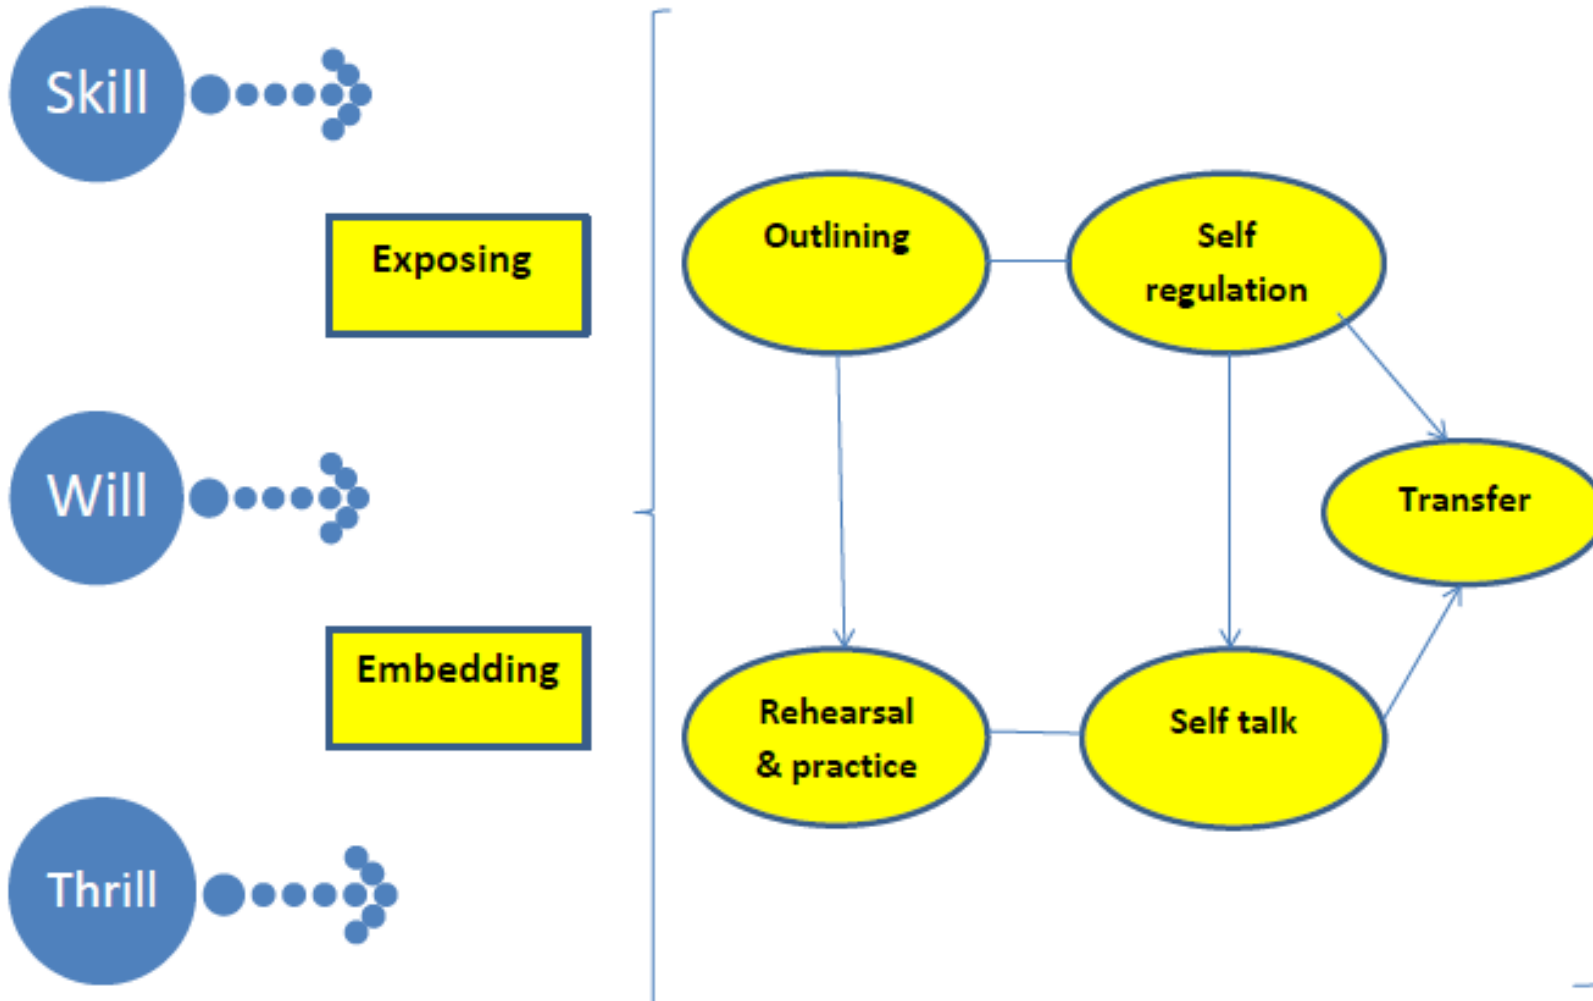 Skill
Exposing
Will
Embedding
Thrill
Outlining
Self
regulation
Transfer
Rehearsal
& practice
Self talk